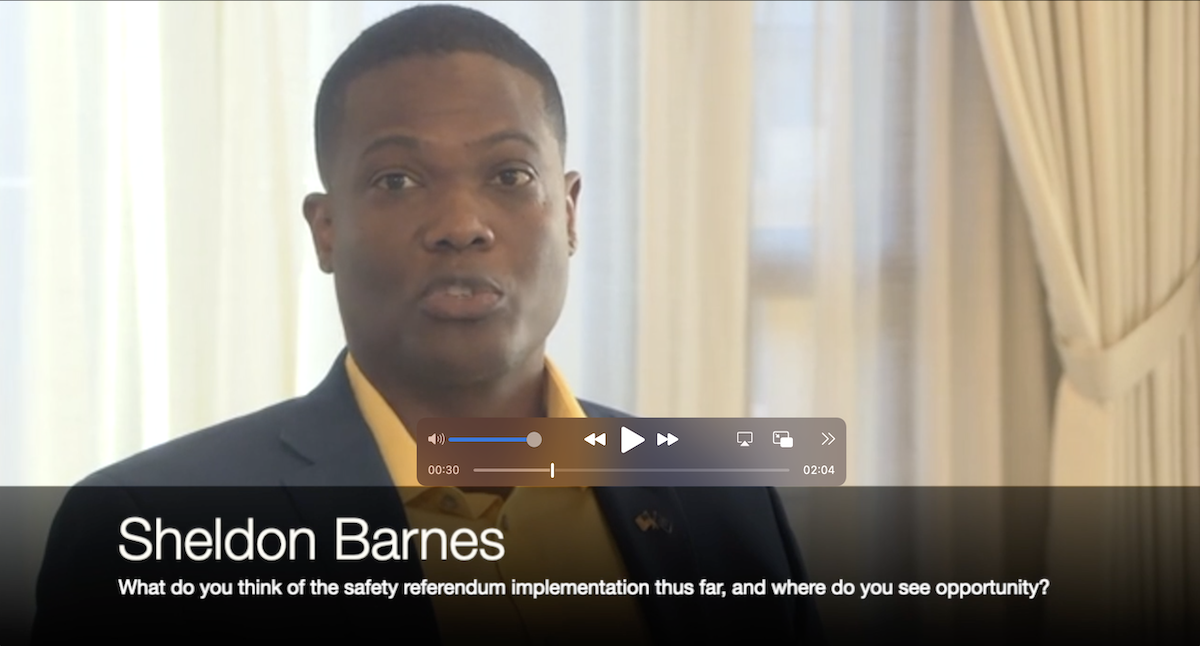 00:30
02:04
Sheldon Barnes
What do you think of the safety referendum implementation thus far, and where do you see opportunity?